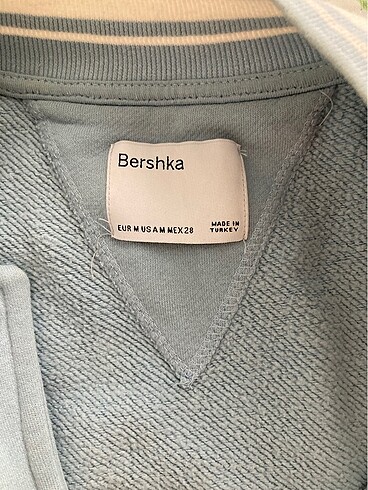 Bershka
EUR M USA M MEX 28
MADE IN
TURKEY